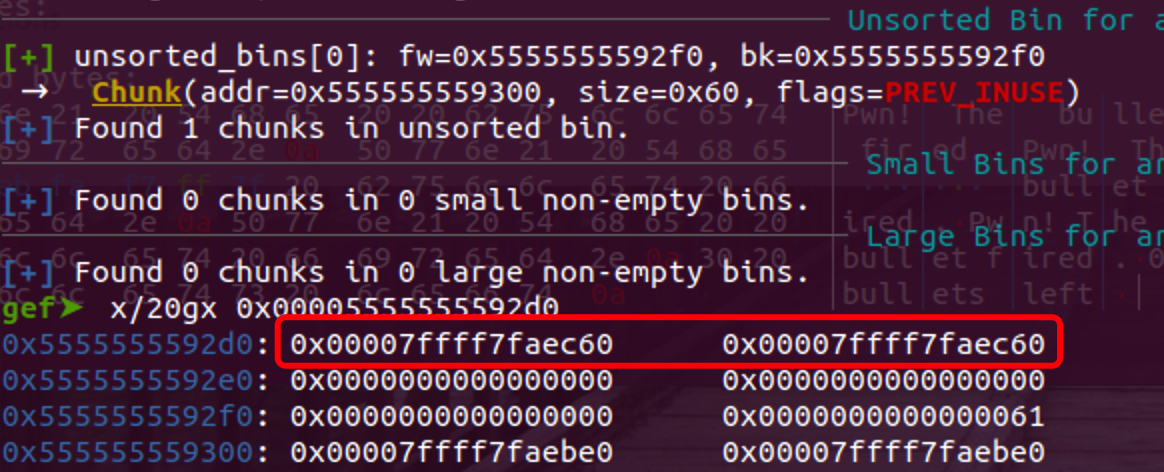 Unsorted Bin for a
[+] unsorted_bins[0]: fw=0x5555555592f0, bk=0x5555555592f0
→ Chunk(addr=0x555555559300, size=0x60, flags=PREV_INUSE)
[+] Found 1 chunks in unsorted bin.
Small Bins for ar
[+] Found 0 chunks in 0 small non-empty bins.
Large Bins for ar
[+] Found 0 chunks in 0 large non-empty bins.
gef➤ x/20gx 0x00005555555592d0
0x5555555592d0: 0x00007ffff7faec60 0x00007ffff7faec60
0x5555555592e0: 0x0000000000000000 0x0000000000000000
0x5555555592f0: 0x0000000000000000 0x0000000000000061
0x555555559300: 0x00007ffff7faebe0 0x00007ffff7faebe0